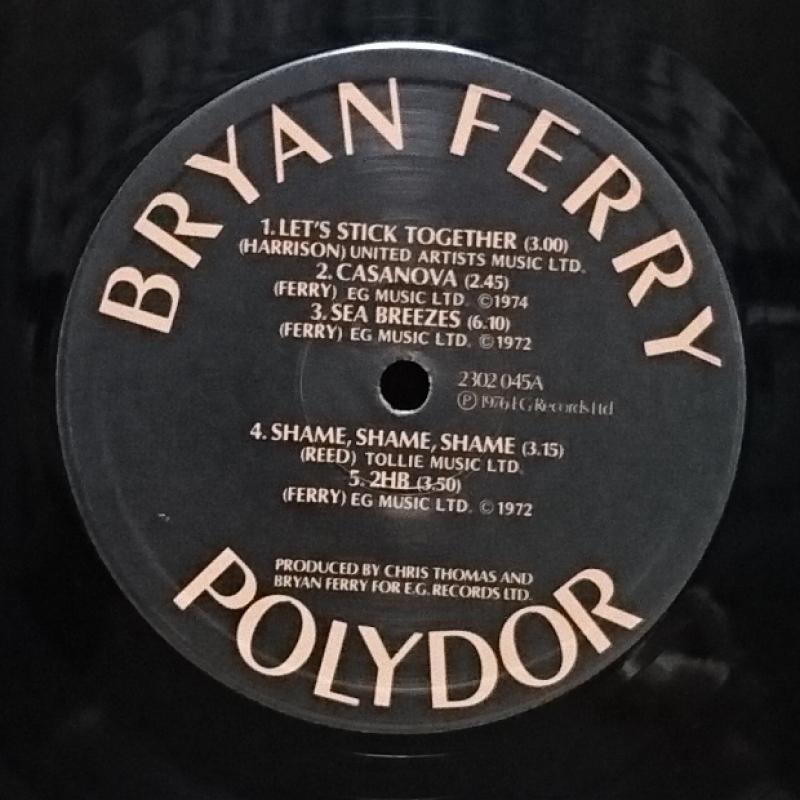 BRYAN FERRY
1. LET'S STICK TOGETHER (3.00)
(HARRISON) UNITED ARTISTS MUSIC LTD.
2. CASANOVA (2.45)
(FERRY) EG MUSIC LTD. ©1974
3. SEA BREEZES (6.10)
(FERRY) EG MUSIC LTD. ©1972
2302 045A
℗ 1976 E G Records Ltd
4. SHAME, SHAME, SHAME (3.15)
(REED) TOLLIE MUSIC LTD.
5. 2HB (3.50)
(FERRY) EG MUSIC LTD. ©1972
PRODUCED BY CHRIS THOMAS AND
BRYAN FERRY FOR E.G. RECORDS LTD.
POLYDOR